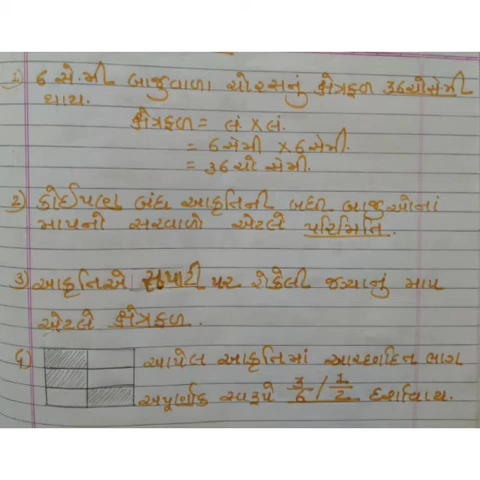 1) 6 સે.મી બાજુવાળા ચોરસનું ક્ષેત્રફળ 36 ચોસેમી
થાય.
ક્ષેત્રફળ = લં × લં.
= 6સેમી × 6સેમી.
= 36ચો સેમી.
2) કોઈપણ બંધ આકૃતિની બધી બાજુઓનાં
માપનો સરવાળો એટલે પરિમિતિ.
3) આકૃતિએ સપાટી પર રોકેલી જગ્યાનું માપ
એટલે ક્ષેત્રફળ.
4) આપેલ આકૃતિમાં આચ્છાદિત ભાગ
અપૂર્ણાંક સ્વરૂપે 3/6 / 1/2 દર્શાવાય.